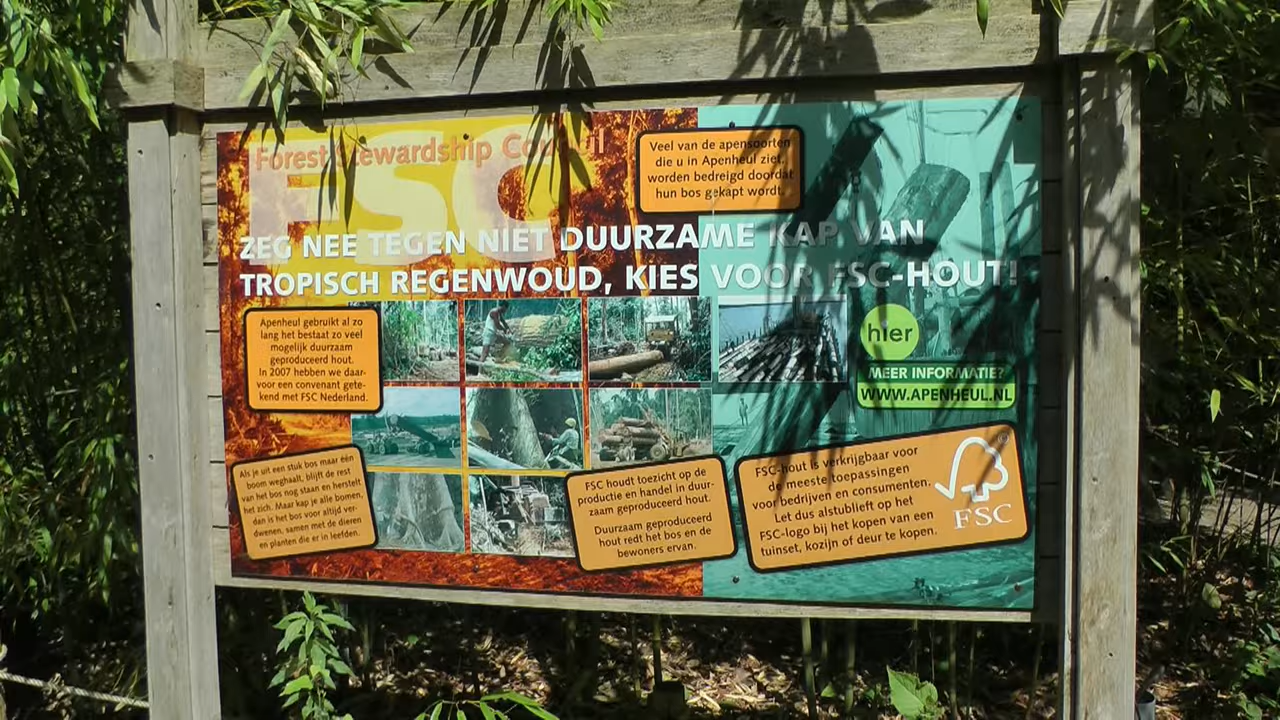 Forest Stewardship Council
FSC
Veel van de apensoorten
die u in Apenheul ziet,
worden bedreigd doordat
hun bos gekapt wordt.
ZEG NEE TEGEN NIET DUURZAME KAP VAN
TROPISCH REGENWOUD, KIES VOOR FSC-HOUT!
Apenheul gebruikt al zo
lang het bestaat zo veel
mogelijk duurzaam
geproduceerd hout.
In 2007 hebben we daar-
voor een convenant gete-
kend met FSC Nederland.
hier
MEER INFORMATIE?
WWW.APENHEUL.NL
Als je uit een stuk bos maar één
boom weghaalt, blijft de rest
van het bos nog staan en herstelt
het zich. Maar kap je alle bomen,
dan is het bos voor altijd ver-
dwenen, samen met de dieren
en planten die er in leefden.
FSC houdt toezicht op de
productie en handel in duur-
zaam geproduceerd hout.
Duurzaam geproduceerd
hout redt het bos en de
bewoners ervan.
FSC-hout is verkrijgbaar voor
de meeste toepassingen
voor bedrijven en consumenten.
Let dus alstublieft op het
FSC-logo bij het kopen van een
tuinset, kozijn of deur te kopen.
®
FSC